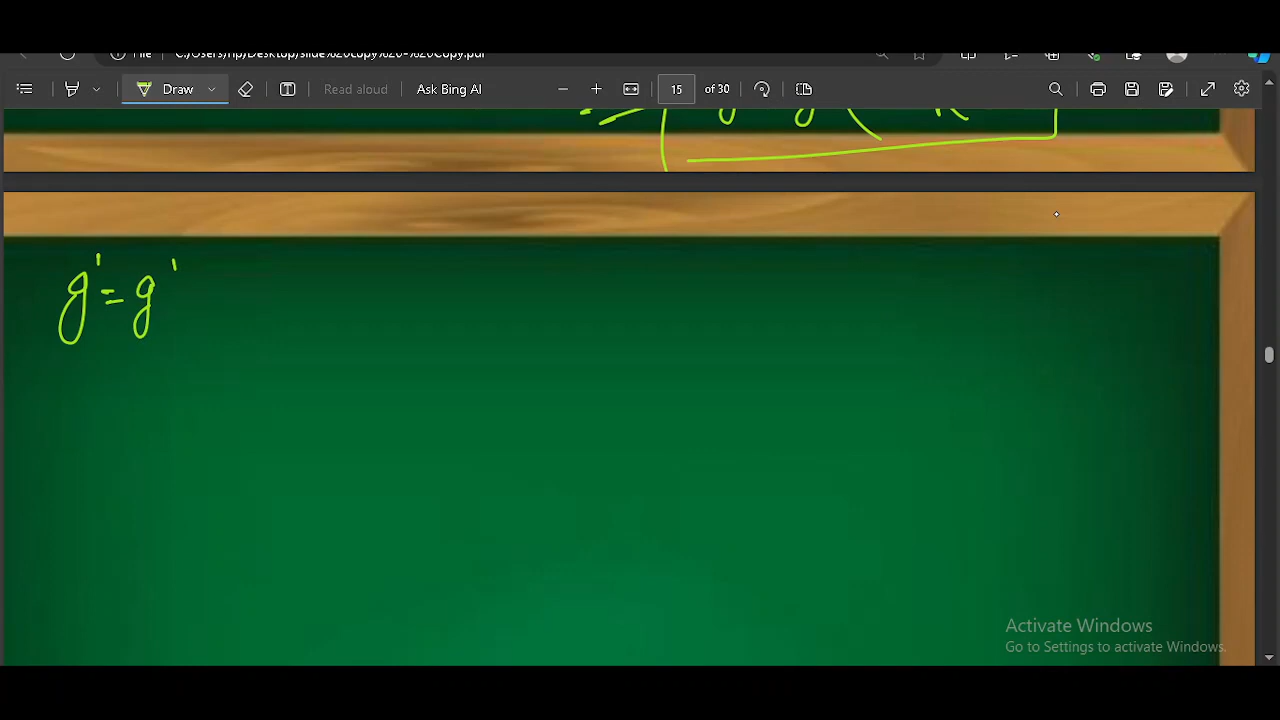 File C:/Users/hp/Desktop/slide%20copy%20-%20Copy.pdf
Draw Read aloud Ask Bing AI 15 of 30
g' = g'
Activate Windows
Go to Settings to activate Windows.